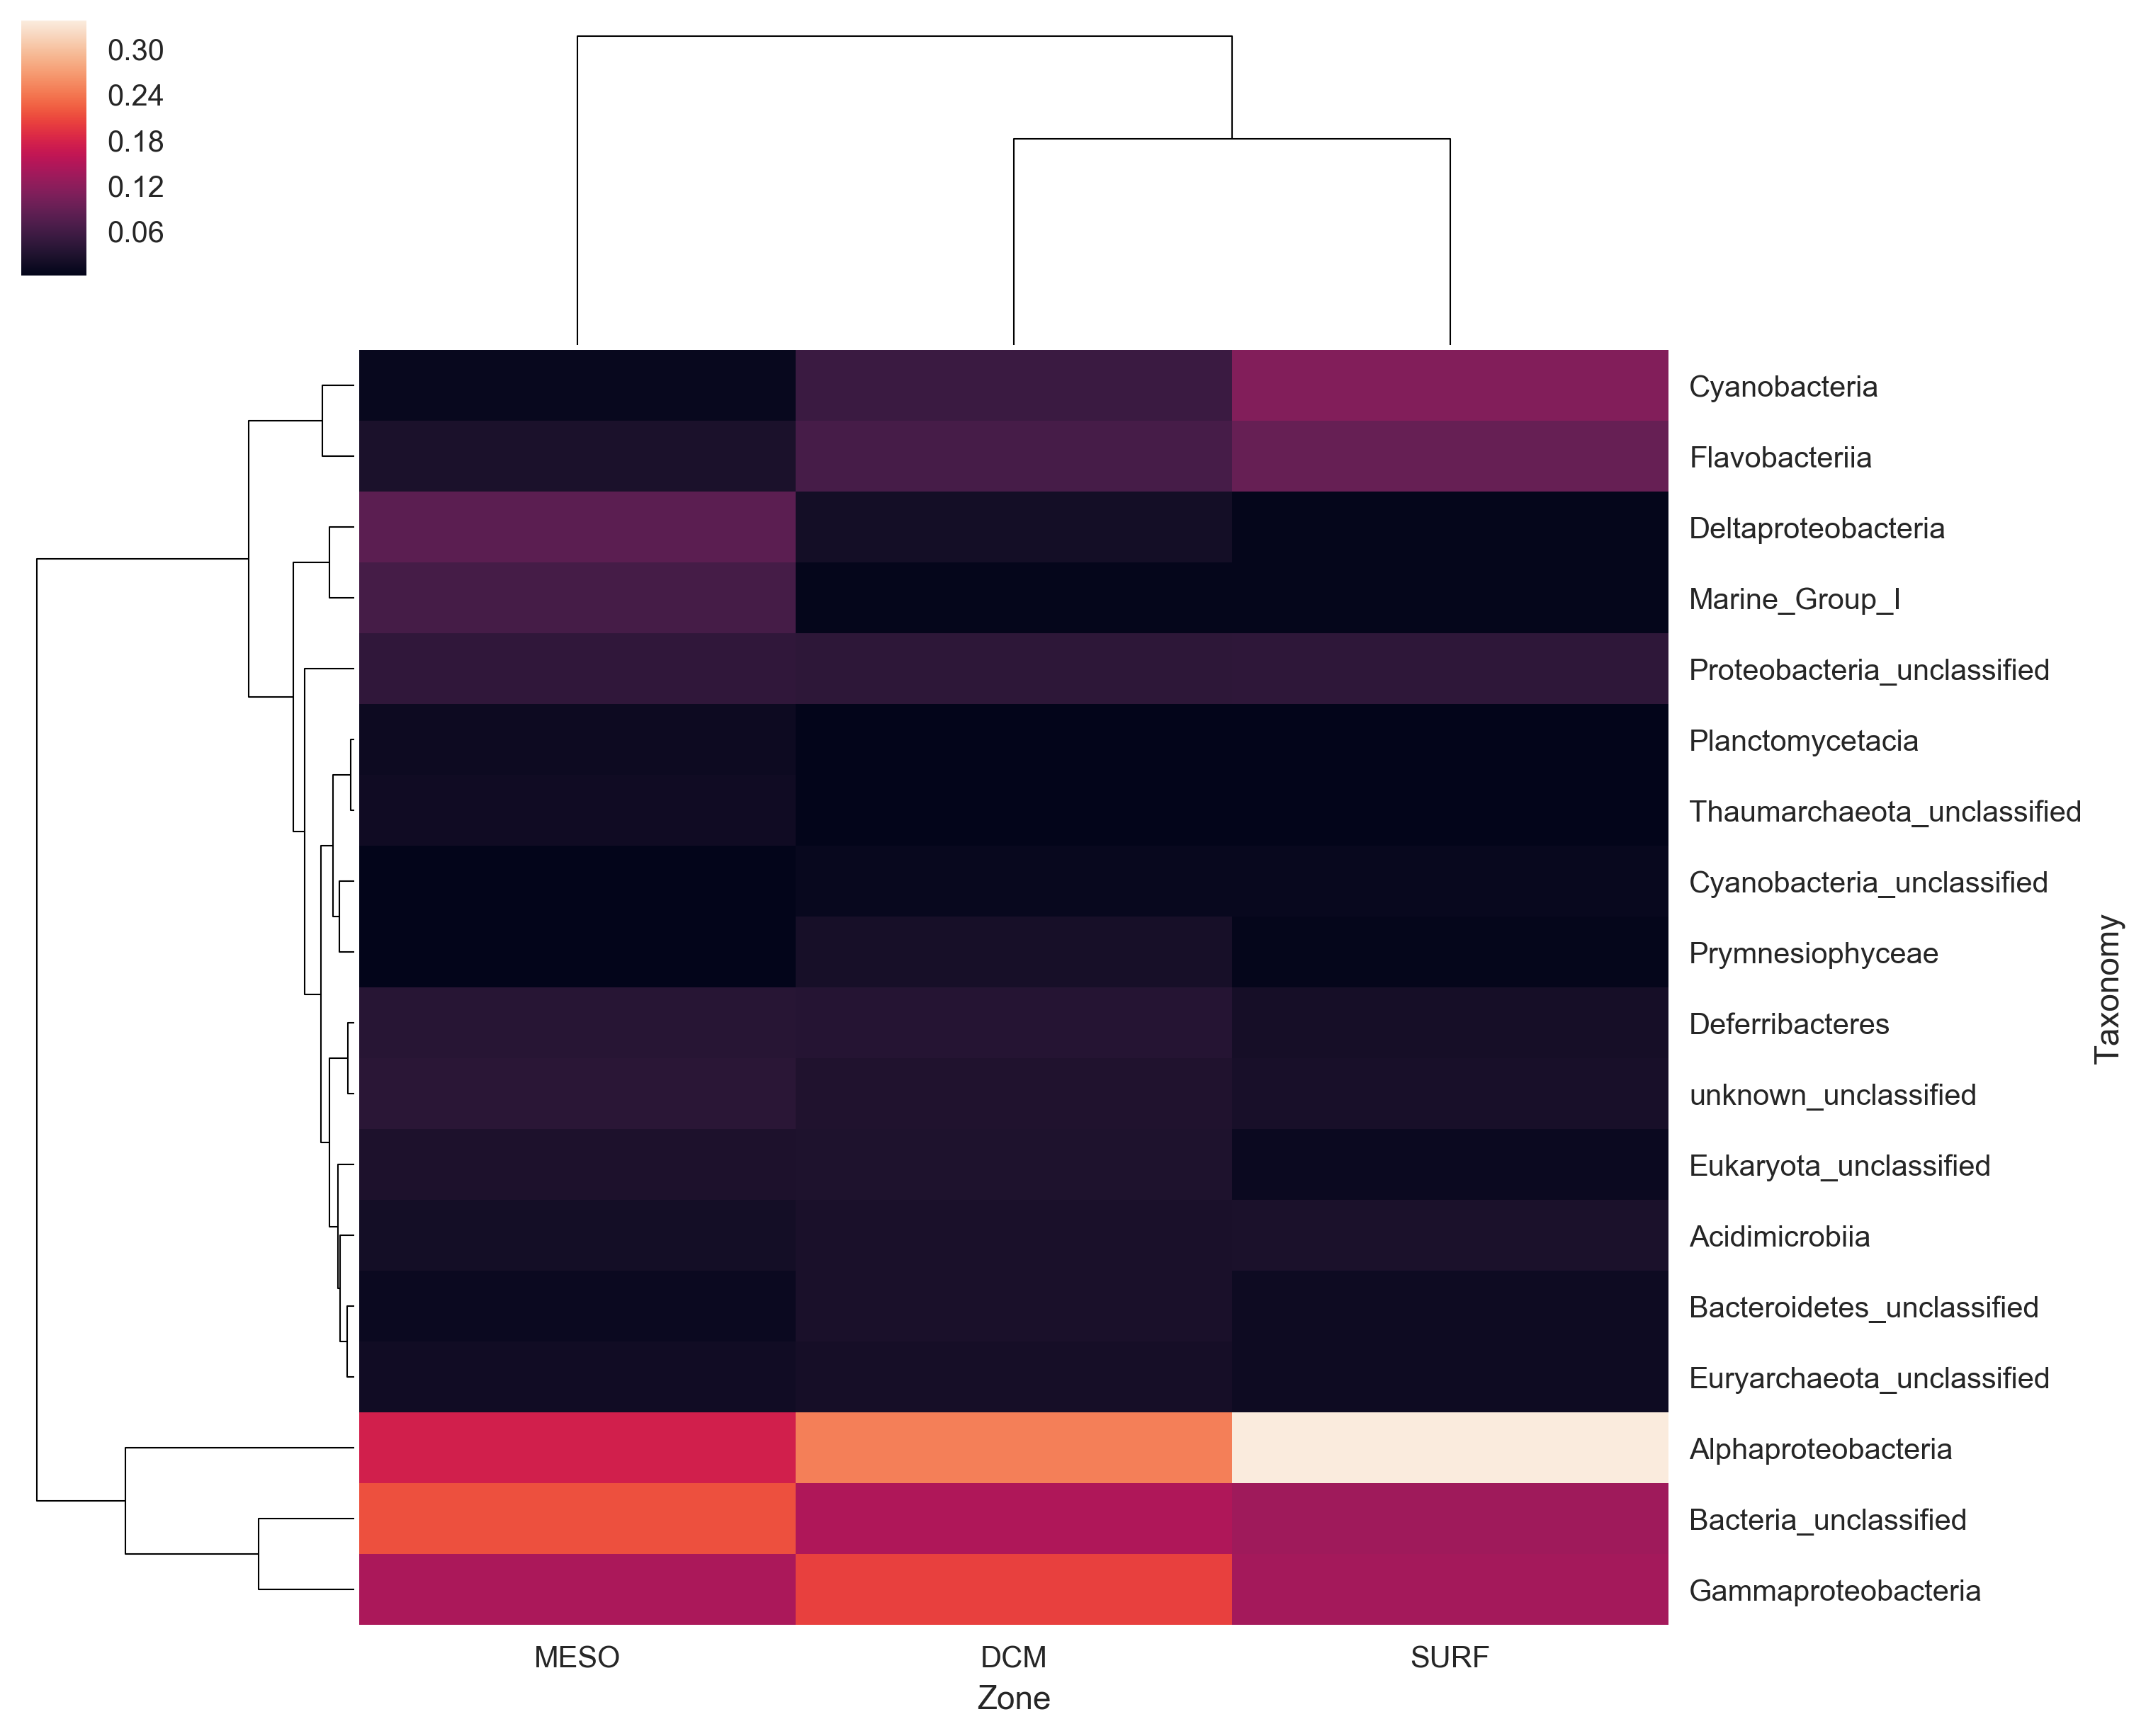 0.30
0.24
0.18
0.12
0.06
Cyanobacteria
Flavobacteriia
Deltaproteobacteria
Marine_Group_I
Proteobacteria_unclassified
Planctomycetacia
Thaumarchaeota_unclassified
Cyanobacteria_unclassified
Prymnesiophyceae
Deferribacteres
unknown_unclassified
Eukaryota_unclassified
Acidimicrobiia
Bacteroidetes_unclassified
Euryarchaeota_unclassified
Alphaproteobacteria
Bacteria_unclassified
Gammaproteobacteria
Taxonomy
MESO DCM SURF
Zone